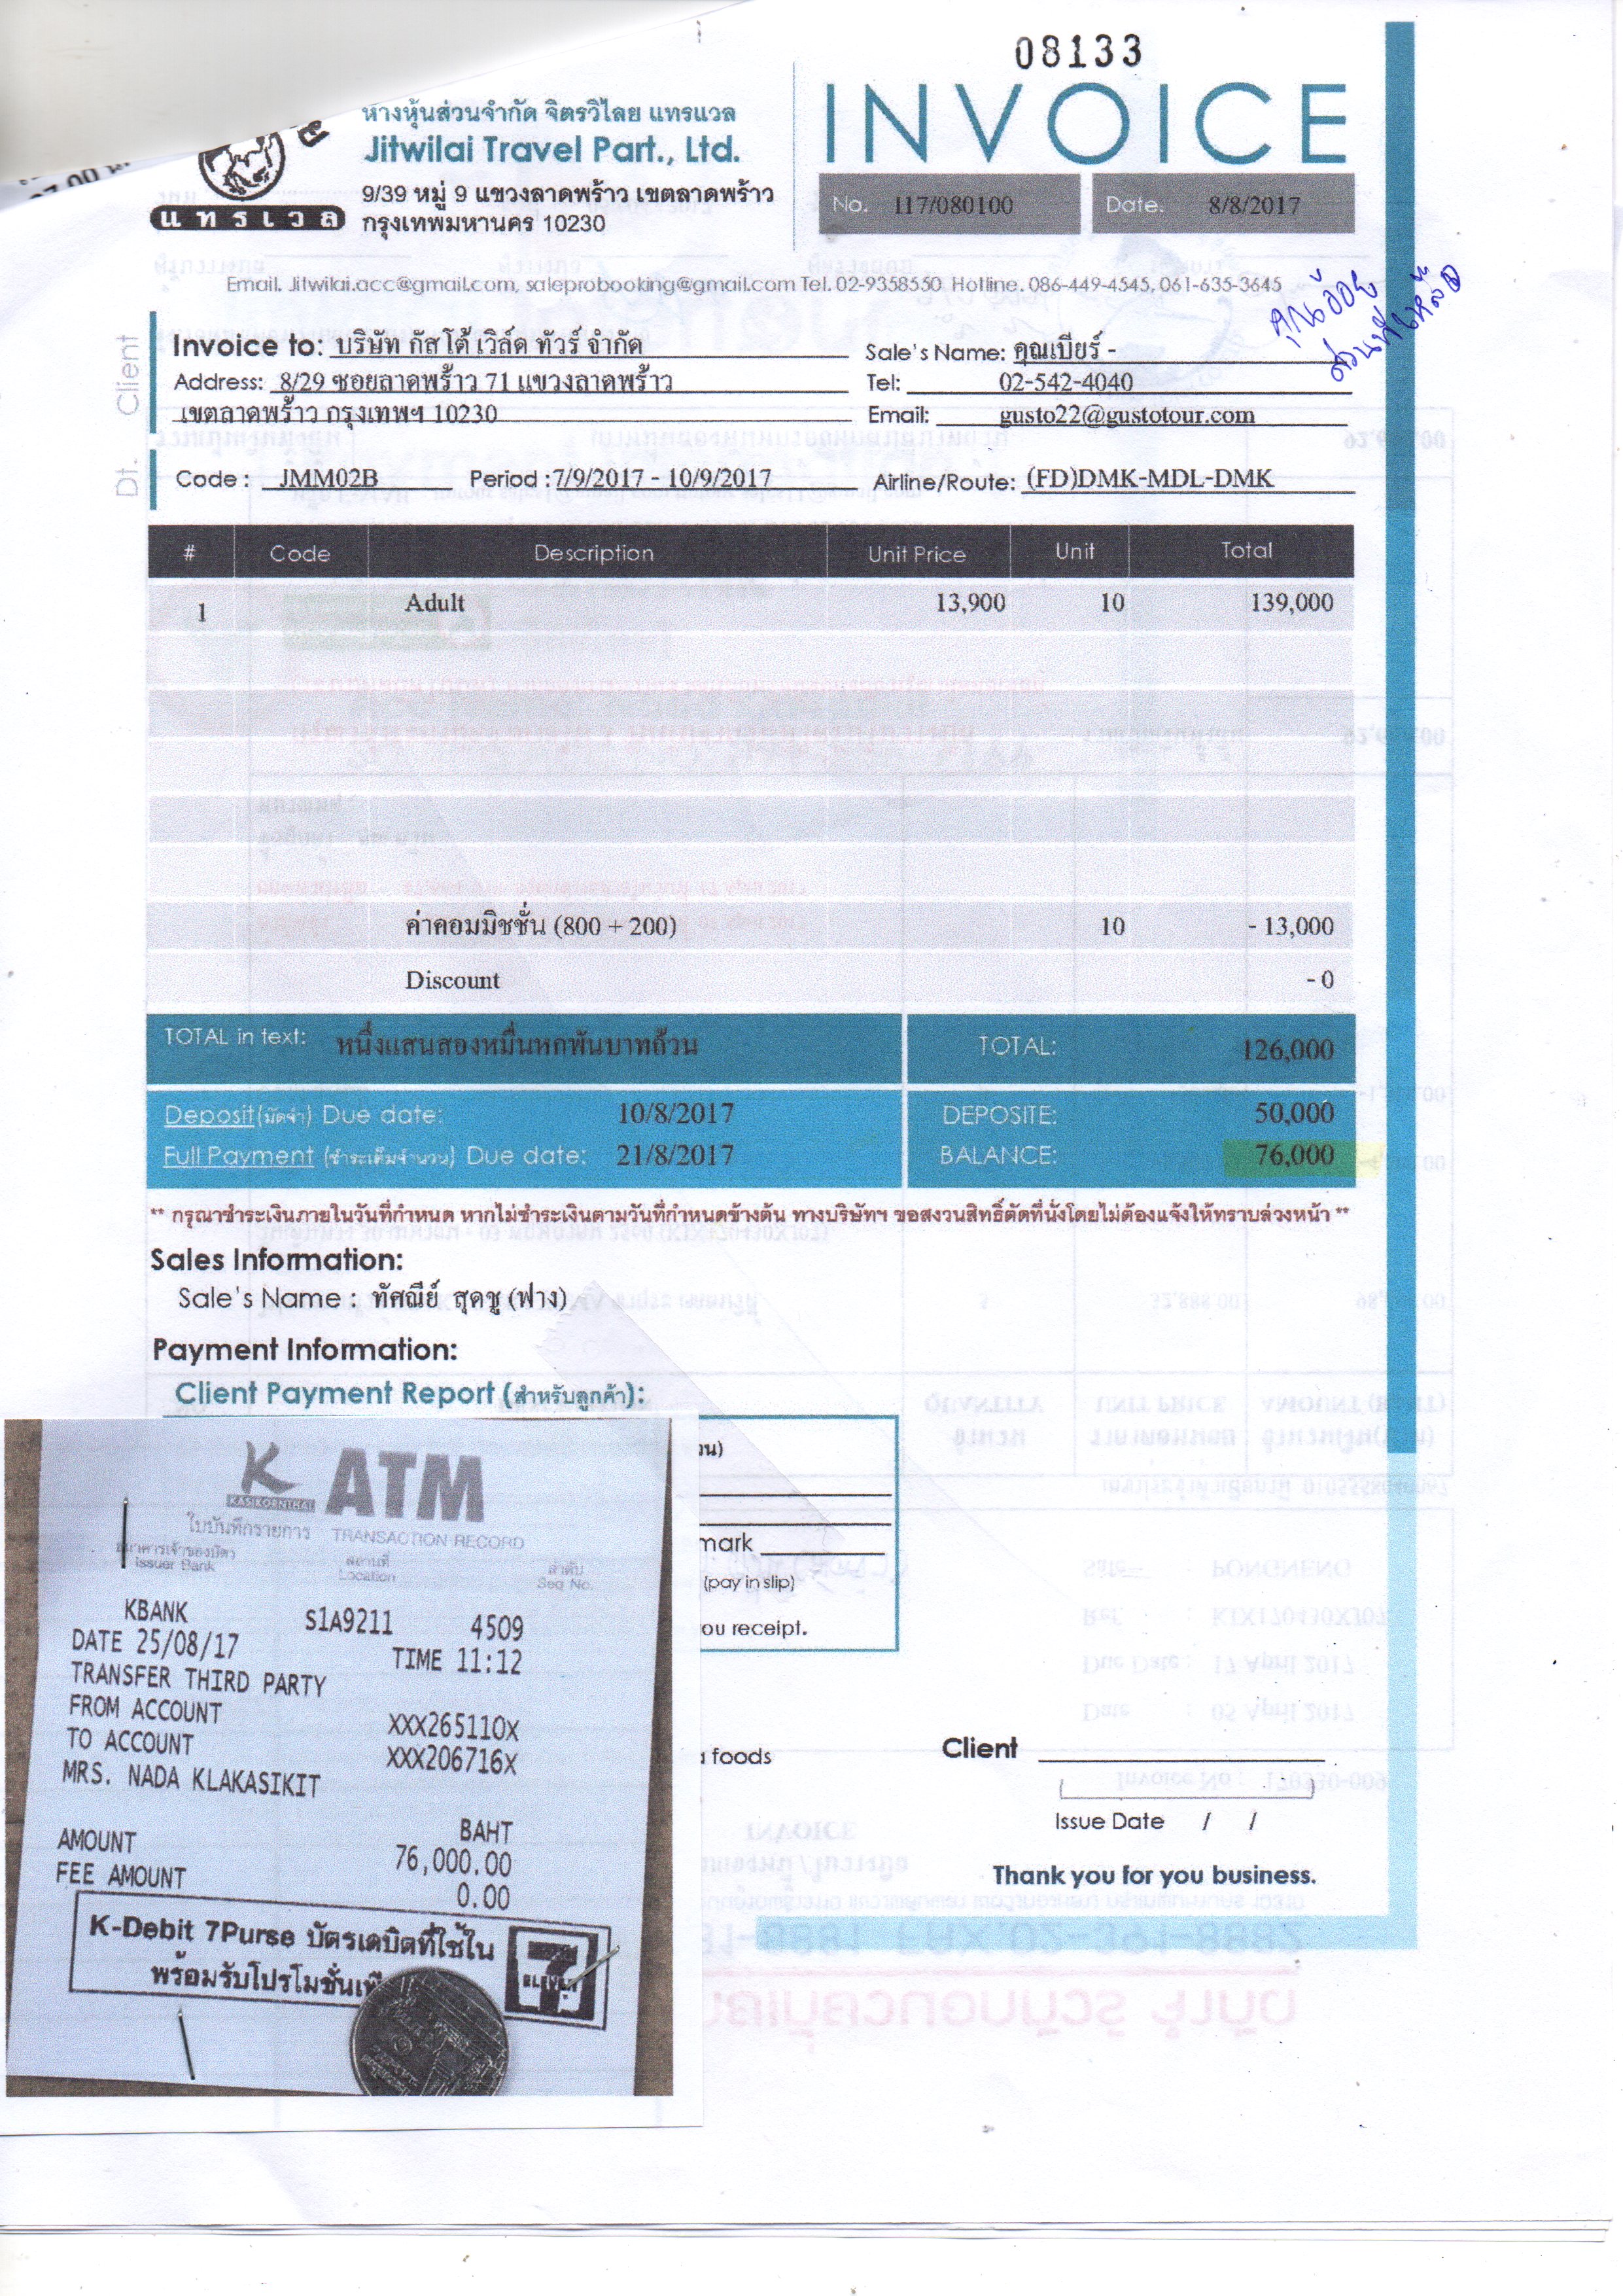 08133
ห้างหุ้นส่วนจำกัด จิตรวิไลย แทรเวล
Jitwilai Travel Part., Ltd.
9/39 หมู่ 9 แขวงลาดพร้าว เขตลาดพร้าว
กรุงเทพมหานคร 10230
แทรเวล
INVOICE
No. 117/080100 Date. 8/8/2017
Email. Jitwilai.acc@gmail.com, saleprobooking@gmail.com Tel. 02-9358550 Hotline. 086-449-4545, 061-635-3645
คุณอ้อย
ส่วนที่เหลือ
Dt. Client
Invoice to: บริษัท กัสโต้ เวิล์ด ทัวร์ จำกัด Sale's Name: คุณเบียร์ -
Address: 8/29 ซอยลาดพร้าว 71 แขวงลาดพร้าว Tel: 02-542-4040
เขตลาดพร้าว กรุงเทพฯ 10230 Email: gusto22@gustotour.com
Code : JMM02B Period : 7/9/2017 - 10/9/2017 Airline/Route: (FD)DMK-MDL-DMK
# Code Description Unit Price Unit Total
1 Adult 13,900 10 139,000
ค่าคอมมิชชั่น (800 + 200) 10 - 13,000
Discount - 0
TOTAL in text: หนึ่งแสนสองหมื่นหกพันบาทถ้วน TOTAL: 126,000
Deposit (มัดจำ) Due date: 10/8/2017 DEPOSITE: 50,000
Full Payment (ชำระเต็มจำนวน) Due date: 21/8/2017 BALANCE: 76,000
** กรุณาชำระเงินภายในวันที่กำหนด หากไม่ชำระเงินตามวันที่กำหนดข้างต้น ทางบริษัทฯ ขอสงวนสิทธิ์ตัดที่นั่งโดยไม่ต้องแจ้งให้ทราบล่วงหน้า **
Sales Information:
Sale's Name : ทัศณีย์ สุดชู (ฟาง)
Payment Information:
Client Payment Report (สำหรับลูกค้า):
mark
(pay in slip)
ou receipt.
foods
Client
Issue Date / /
Thank you for you business.
K ATM
KASIKORNTHAI
ใบบันทึกรายการ TRANSACTION RECORD
ธนาคารเจ้าของบัตร สถานที่ ลำดับ
Issuer Bank Location Seq No.
KBANK S1A9211 4509
DATE 25/08/17 TIME 11:12
TRANSFER THIRD PARTY
FROM ACCOUNT XXX265110X
TO ACCOUNT XXX206716X
MRS. NADA KLAKASIKIT
BAHT
AMOUNT 76,000.00
FEE AMOUNT 0.00
K-Debit 7Purse บัตรเดบิตที่ใช้ใน
พร้อมรับโปรโมชั่น
7 ELEVEN